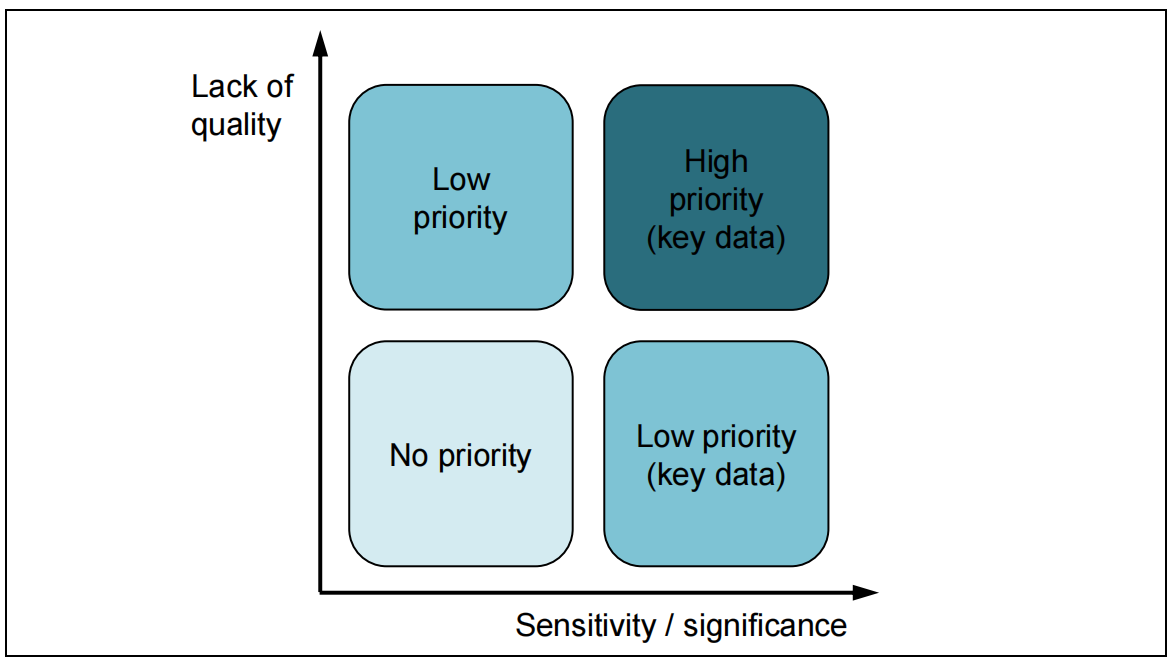 Lack of
quality
Low
priority
High
priority
(key data)
No priority
Low priority
(key data)
Sensitivity / significance